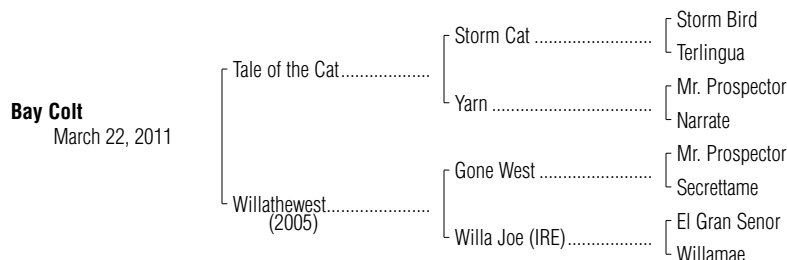 Bay Colt
March 22, 2011
Tale of the Cat...................
Willathewest......................
(2005)
Storm Cat ......................
Yarn ..............................
Gone West .....................
Willa Joe (IRE)................
Storm Bird
Terlingua
Mr. Prospector
Narrate
Mr. Prospector
Secrettame
El Gran Senor
Willamae